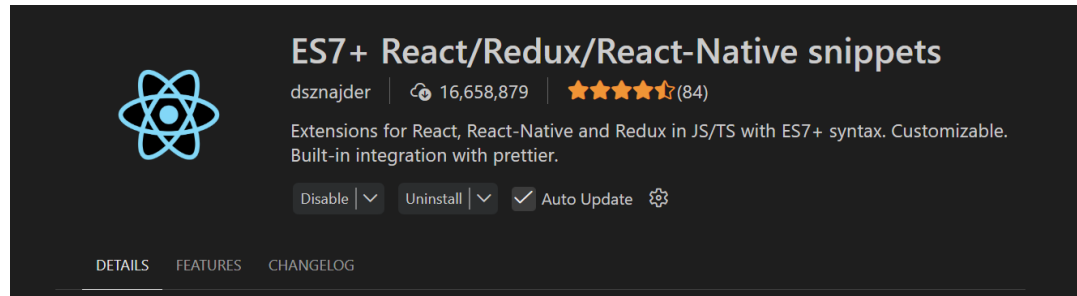 ES7+ React/Redux/React-Native snippets
dsznajder 16,658,879 (84)
Extensions for React, React-Native and Redux in JS/TS with ES7+ syntax. Customizable.
Built-in integration with prettier.
Disable Uninstall Auto Update
DETAILS FEATURES CHANGELOG